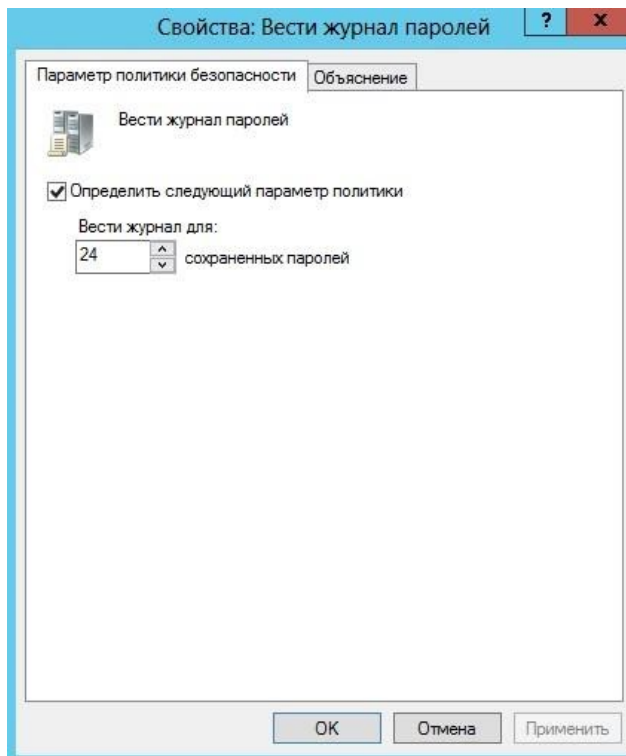 Свойства: Вести журнал паролей
? x
Параметр политики безопасности
Объяснение
Вести журнал паролей
Определить следующий параметр политики
Вести журнал для:
24 сохраненных паролей
OK
Отмена
Применить